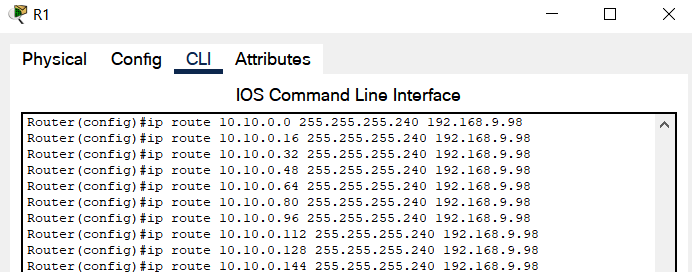 R1
Physical Config CLI Attributes
IOS Command Line Interface
Router(config)#ip route 10.10.0.0 255.255.255.240 192.168.9.98
Router(config)#ip route 10.10.0.16 255.255.255.240 192.168.9.98
Router(config)#ip route 10.10.0.32 255.255.255.240 192.168.9.98
Router(config)#ip route 10.10.0.48 255.255.255.240 192.168.9.98
Router(config)#ip route 10.10.0.64 255.255.255.240 192.168.9.98
Router(config)#ip route 10.10.0.80 255.255.255.240 192.168.9.98
Router(config)#ip route 10.10.0.96 255.255.255.240 192.168.9.98
Router(config)#ip route 10.10.0.112 255.255.255.240 192.168.9.98
Router(config)#ip route 10.10.0.128 255.255.255.240 192.168.9.98
Router(config)#ip route 10.10.0.144 255.255.255.240 192.168.9.98